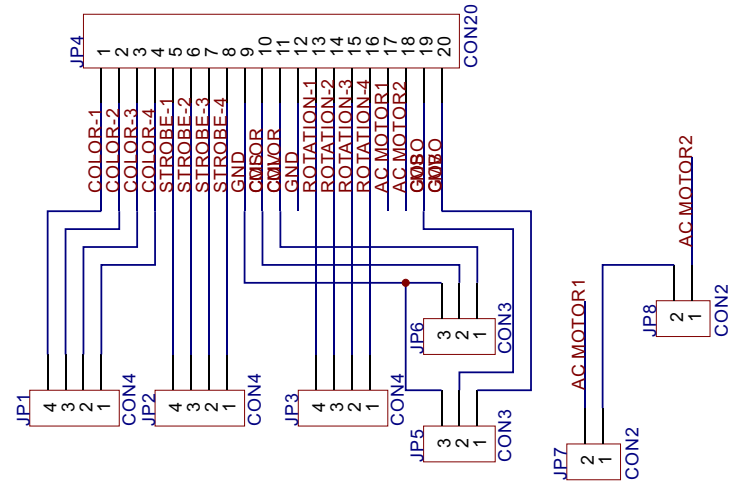 JP4
CON20
1 2 3 4 5 6 7 8 9 10 11 12 13 14 15 16 17 18 19 20
COLOR-1
COLOR-2
COLOR-3
COLOR-4
STROBE-1
STROBE-2
STROBE-3
STROBE-4
GND
GND
ROTATION-1
ROTATION-2
ROTATION-3
ROTATION-4
AC MOTOR1
AC MOTOR2
JP1
4 3 2 1
CON4
JP2
4 3 2 1
CON4
JP3
4 3 2 1
CON4
JP6
3 2 1
CON3
JP5
3 2 1
CON3
AC MOTOR2
JP8
2 1
CON2
AC MOTOR1
JP7
2 1
CON2